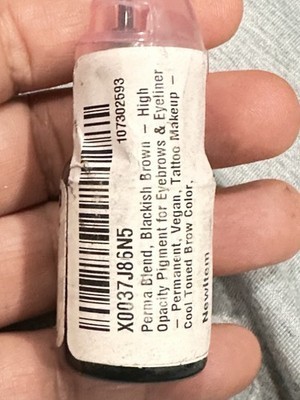 107302593
X0037J86N5
Perma Blend, Blackish Brown – High
Opacity Pigment for Eyebrows & Eyeliner
– Permanent, Vegan, Tattoo Makeup –
Cool Toned Brow Color,
NewItem